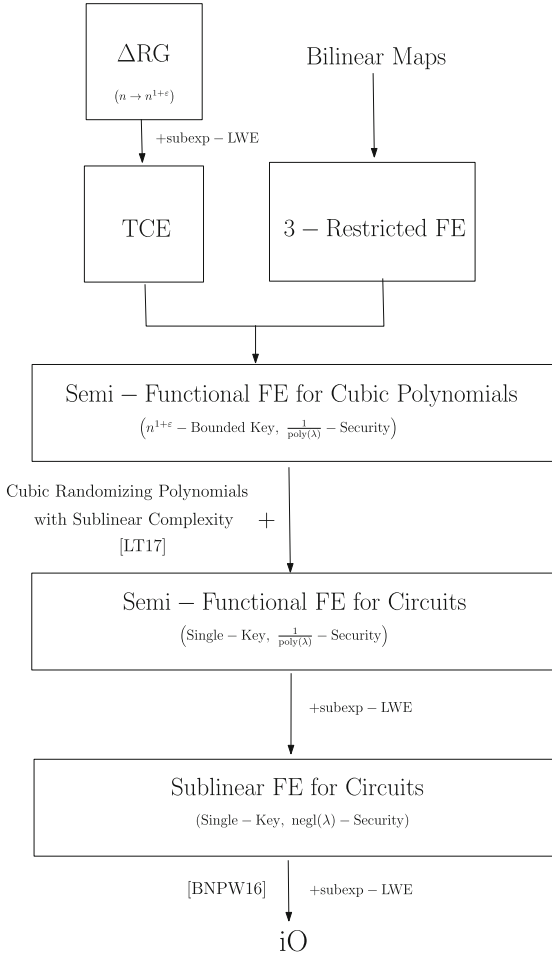 ΔRG
Bilinear Maps
(n → n^{1+ε})
+subexp − LWE
TCE
3 − Restricted FE
Semi − Functional FE for Cubic Polynomials
(n^{1+ε} − Bounded Key, 1/poly(λ) − Security)
Cubic Randomizing Polynomials
with Sublinear Complexity +
[LT17]
Semi − Functional FE for Circuits
(Single − Key, 1/poly(λ) − Security)
+subexp − LWE
Sublinear FE for Circuits
(Single − Key, negl(λ) − Security)
[BNPW16] +subexp − LWE
iO